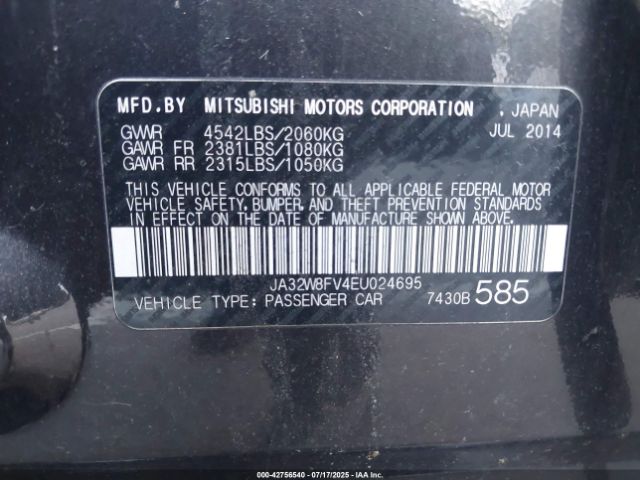 MFD.BY MITSUBISHI MOTORS CORPORATION , JAPAN
GVWR 4542LBS/2060KG JUL 2014
GAWR FR 2381LBS/1080KG
GAWR RR 2315LBS/1050KG
THIS VEHICLE CONFORMS TO ALL APPLICABLE FEDERAL MOTOR
VEHICLE SAFETY, BUMPER, AND THEFT PREVENTION STANDARDS
IN EFFECT ON THE DATE OF MANUFACTURE SHOWN ABOVE.
JA32W8FV4EU024695
VEHICLE TYPE: PASSENGER CAR 7430B 585
000-42756540 - 07/17/2025 - IAAI.com